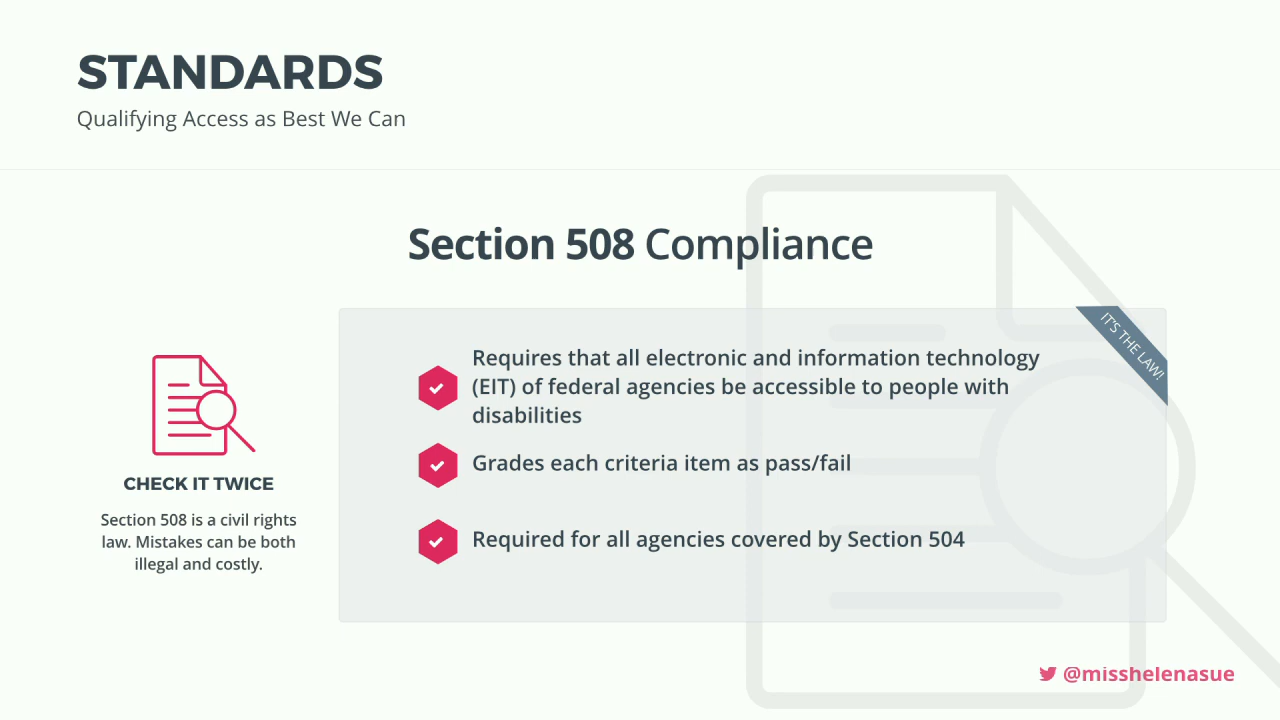 STANDARDS
Qualifying Access as Best We Can
Section 508 Compliance
IT'S THE LAW!
Requires that all electronic and information technology
(EIT) of federal agencies be accessible to people with
disabilities
Grades each criteria item as pass/fail
Required for all agencies covered by Section 504
CHECK IT TWICE
Section 508 is a civil rights
law. Mistakes can be both
illegal and costly.
@misshelenasue